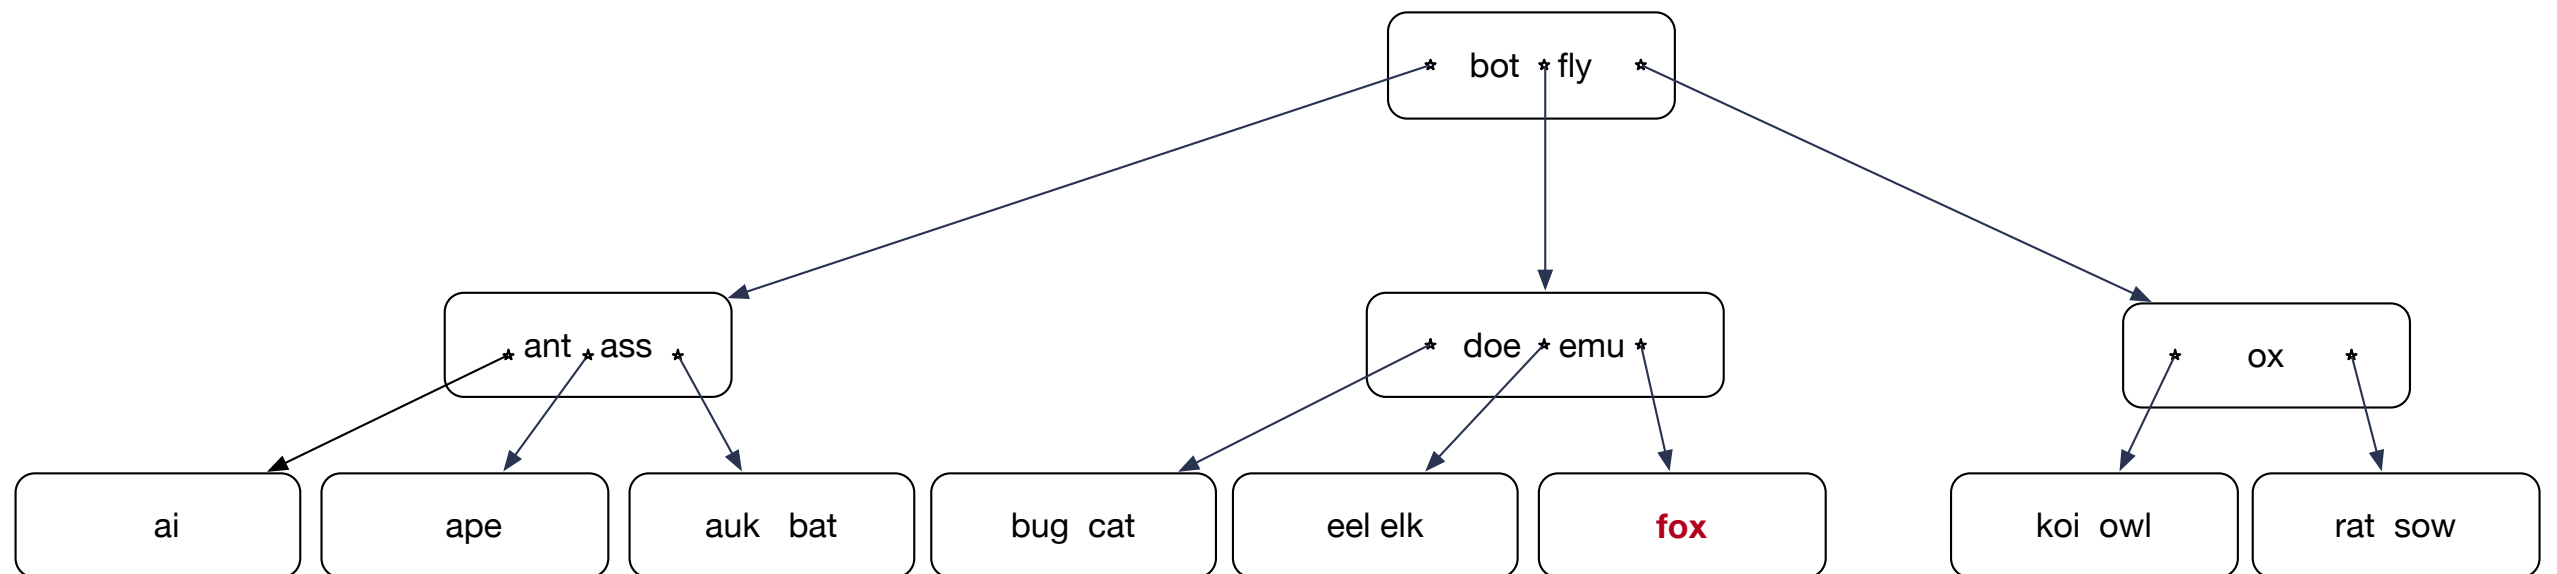 bot fly
ant ass
doe emu
ox
ai
ape
auk bat
bug cat
eel elk
fox
koi owl
rat sow